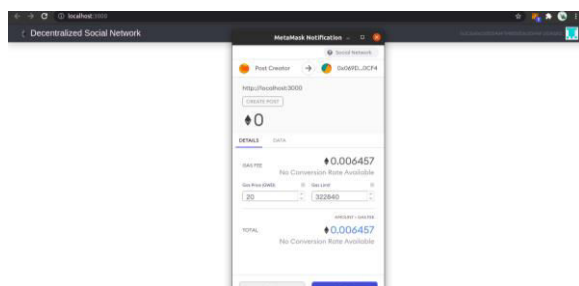 localhost:3000
Decentralized Social Network
MetaMask Notification
Social Network
Post Creator
0x069D...0CF4
http://localhost:3000
CREATE POST
0
DETAILS DATA
GAS FEE 0.006457
No Conversion Rate Available
Gas Price (GWEI) Gas Limit
20 322840
AMOUNT + GAS FEE
TOTAL 0.006457
No Conversion Rate Available